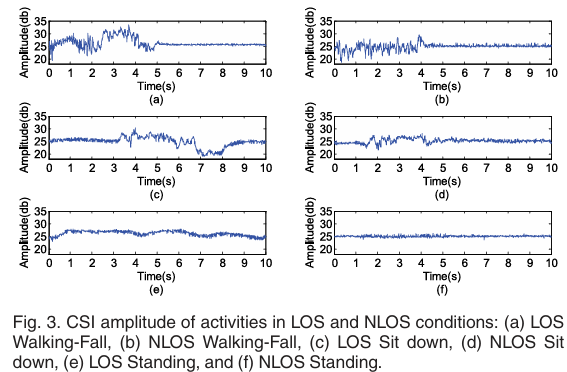 Amplitude(db)
35
30
25
20
0 1 2 3 4 5 6 7 8 9 10
Time(s)
(a)
Amplitude(db)
35
30
25
20
0 1 2 3 4 5 6 7 8 9 10
Time(s)
(b)
Amplitude(db)
35
30
25
20
0 1 2 3 4 5 6 7 8 9 10
Time(s)
(c)
Amplitude(db)
35
30
25
20
0 1 2 3 4 5 6 7 8 9 10
Time(s)
(d)
Amplitude(db)
35
30
25
20
0 1 2 3 4 5 6 7 8 9 10
Time(s)
(e)
Amplitude(db)
35
30
25
20
0 1 2 3 4 5 6 7 8 9 10
Time(s)
(f)
Fig. 3. CSI amplitude of activities in LOS and NLOS conditions: (a) LOS
Walking-Fall, (b) NLOS Walking-Fall, (c) LOS Sit down, (d) NLOS Sit
down, (e) LOS Standing, and (f) NLOS Standing.